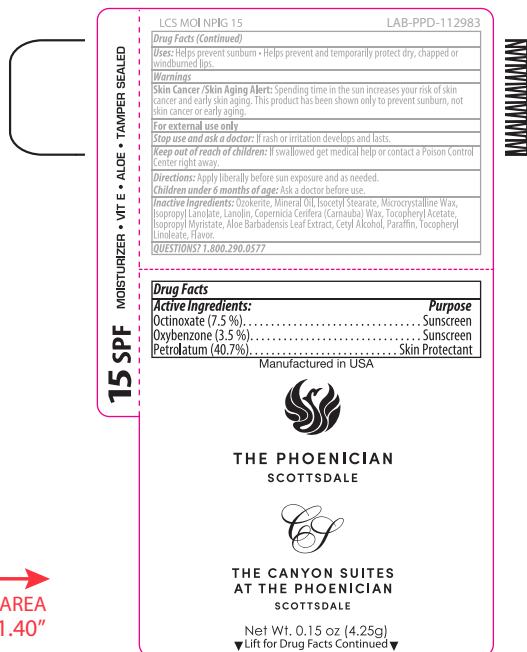 LCS MOI NPIG 15 LAB-PPD-112983
Drug Facts (Continued)
Uses: Helps prevent sunburn • Helps prevent and temporarily protect dry, chapped or
windburned lips.
Warnings
Skin Cancer /Skin Aging Alert: Spending time in the sun increases your risk of skin
cancer and early skin aging. This product has been shown only to prevent sunburn, not
skin cancer or early aging.
For external use only
Stop use and ask a doctor: If rash or irritation develops and lasts.
Keep out of reach of children: If swallowed get medical help or contact a Poison Control
Center right away.
Directions: Apply liberally before sun exposure and as needed.
Children under 6 months of age: Ask a doctor before use.
Inactive Ingredients: Ozokerite, Mineral Oil, Isocetyl Stearate, Microcrystalline Wax,
Isopropyl Lanolate, Lanolin, Copernicia Cerifera (Carnauba) Wax, Tocopheryl Acetate,
Isopropyl Myristate, Aloe Barbadensis Leaf Extract, Cetyl Alcohol, Paraffin, Tocopheryl
Linoleate, Flavor.
QUESTIONS? 1.800.290.0577
15 SPF MOISTURIZER • VIT E • ALOE • TAMPER SEALED
Drug Facts
Active Ingredients: Purpose
Octinoxate (7.5 %)................................Sunscreen
Oxybenzone (3.5 %)...............................Sunscreen
Petrolatum (40.7%)...........................Skin Protectant
Manufactured in USA
THE PHOENICIAN
SCOTTSDALE
CS
THE CANYON SUITES
AT THE PHOENICIAN
SCOTTSDALE
Net Wt. 0.15 oz (4.25g)
▼Lift for Drug Facts Continued▼
AREA
1.40”